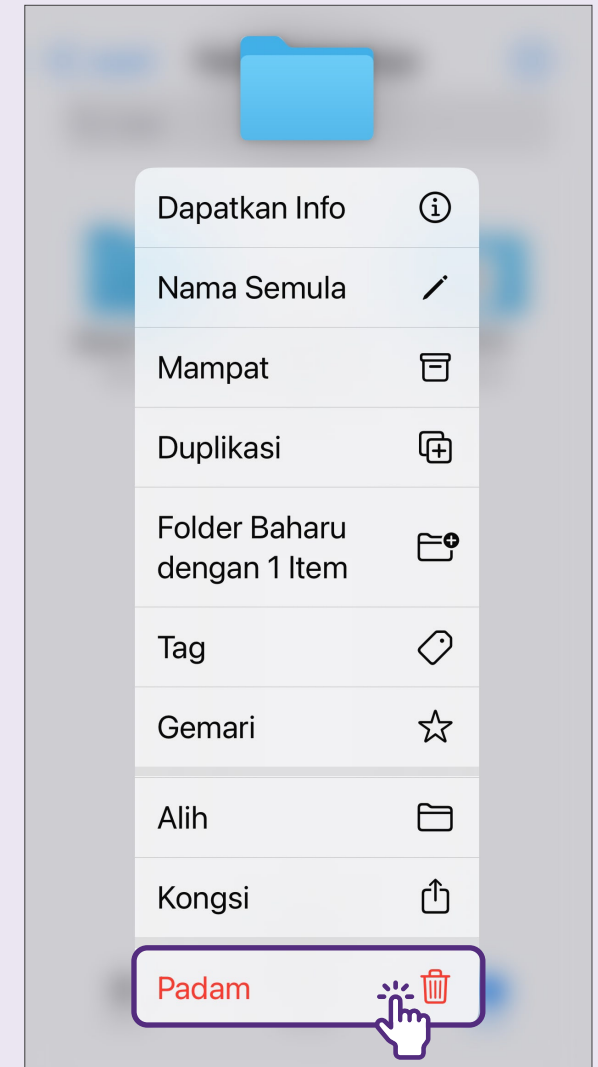 Dapatkan Info
Nama Semula
Mampat
Duplikasi
Folder Baharu
dengan 1 Item
Tag
Gemari
Alih
Kongsi
Padam